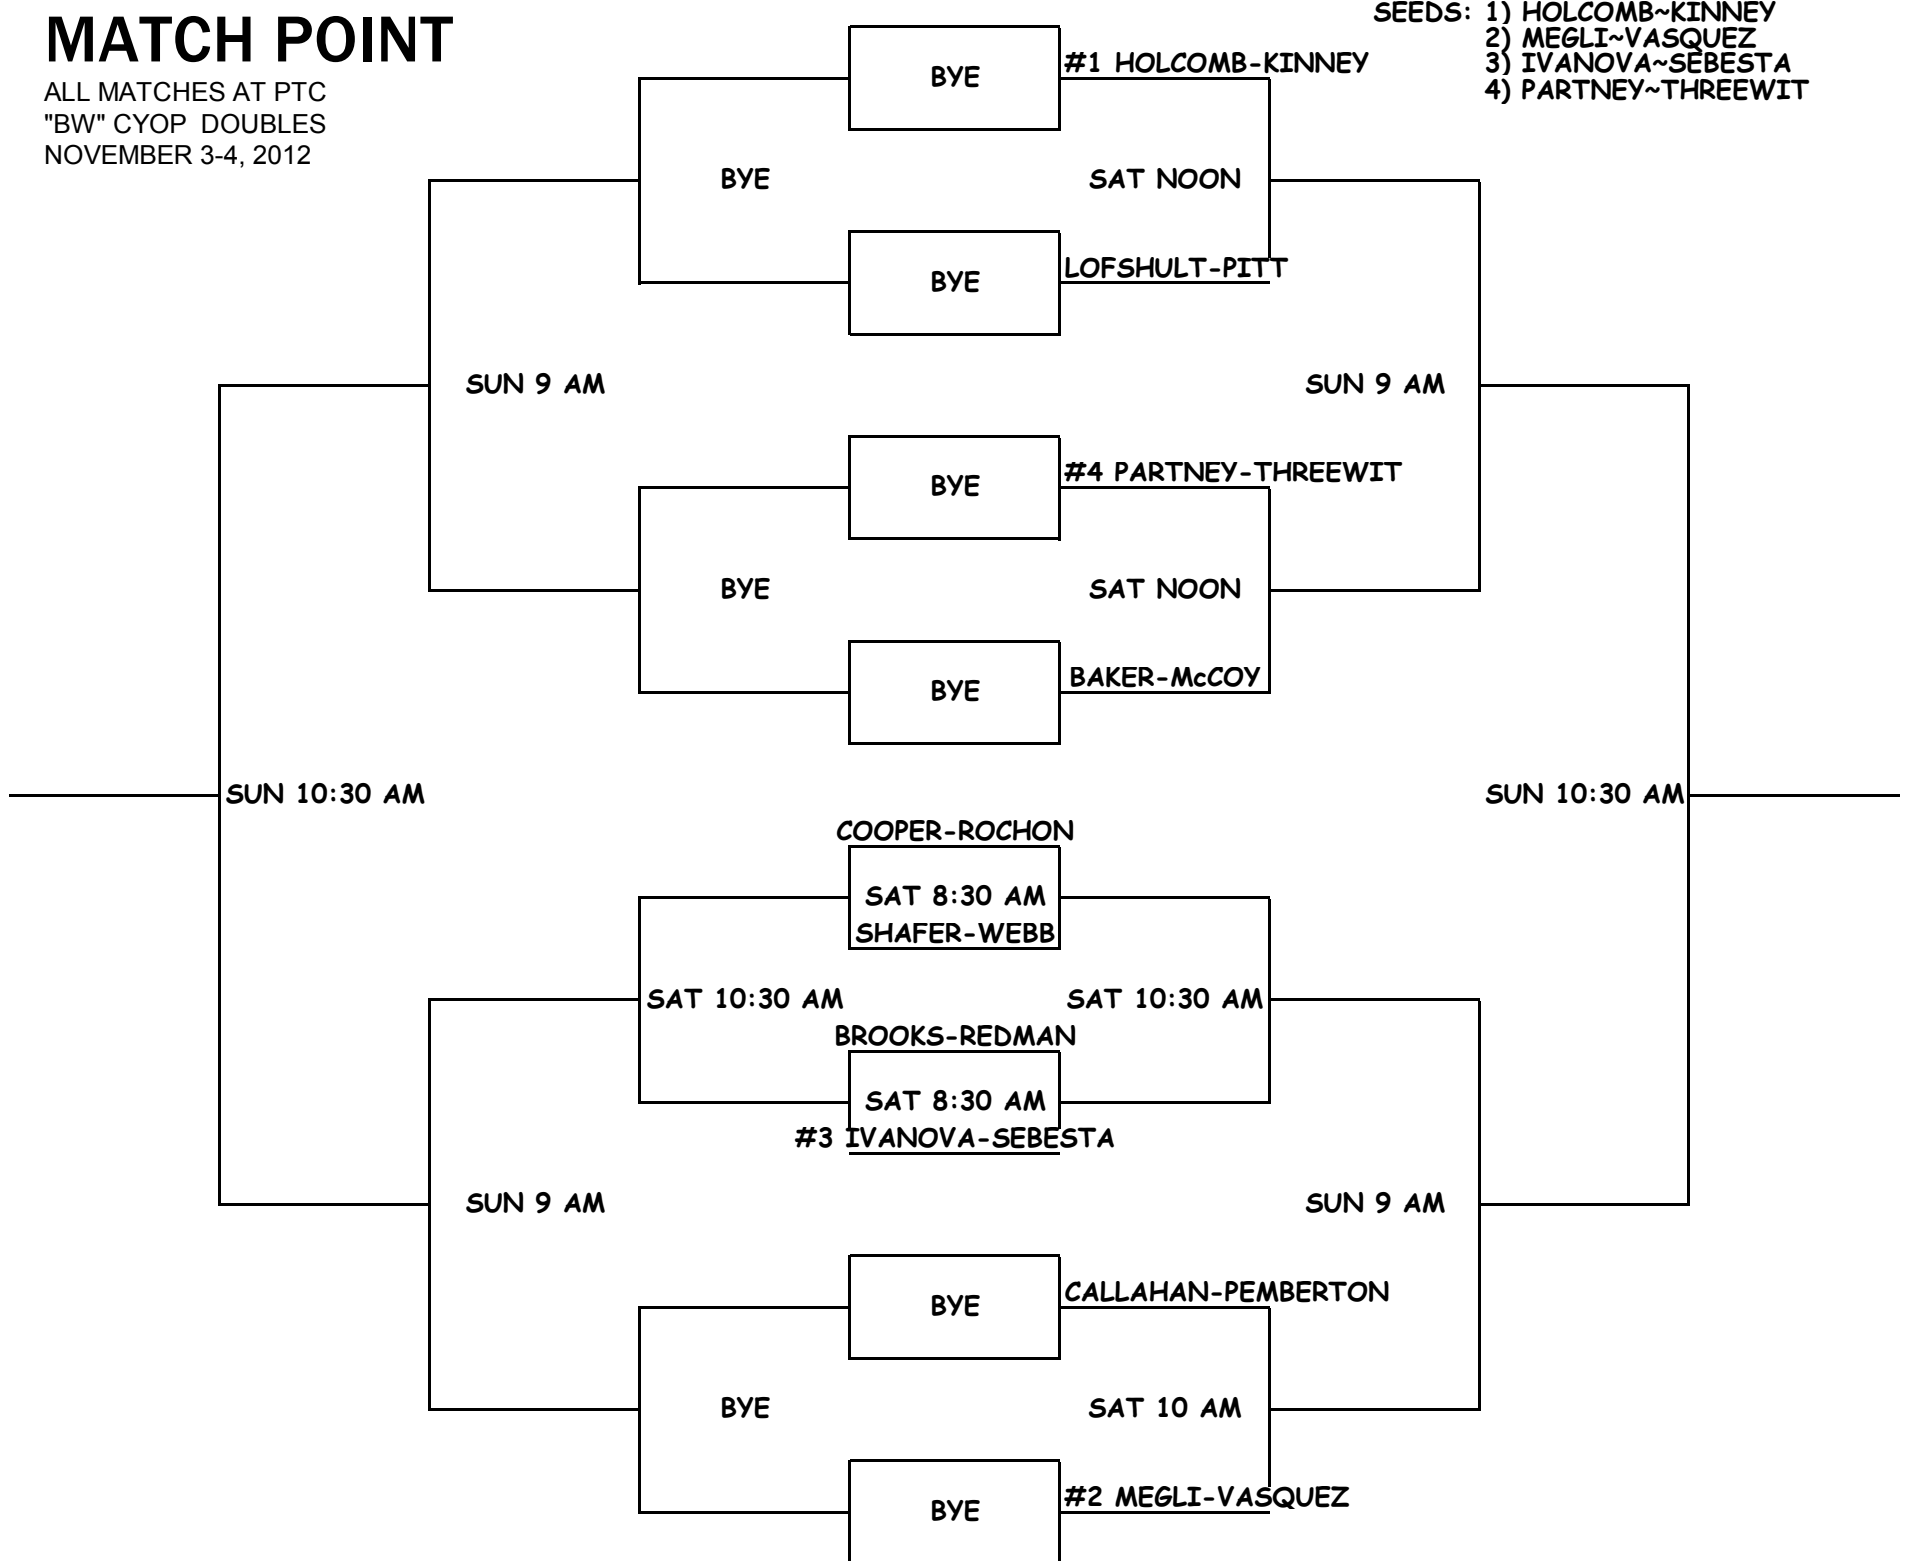 MATCH POINT
ALL MATCHES AT PTC
"BW" CYOP DOUBLES
NOVEMBER 3-4, 2012
SEEDS: 1) HOLCOMB~KINNEY
2) MEGLI~VASQUEZ
3) IVANOVA~SEBESTA
4) PARTNEY~THREEWIT
BYE
#1 HOLCOMB-KINNEY
BYE
SAT NOON
BYE
LOFSHULT-PITT
SUN 9 AM
SUN 9 AM
BYE
#4 PARTNEY-THREEWIT
BYE
SAT NOON
BYE
BAKER-McCOY
SUN 10:30 AM
SUN 10:30 AM
COOPER-ROCHON
SAT 8:30 AM
SHAFER-WEBB
SAT 10:30 AM
SAT 10:30 AM
BROOKS-REDMAN
SAT 8:30 AM
#3 IVANOVA-SEBESTA
SUN 9 AM
SUN 9 AM
BYE
CALLAHAN-PEMBERTON
BYE
SAT 10 AM
BYE
#2 MEGLI-VASQUEZ